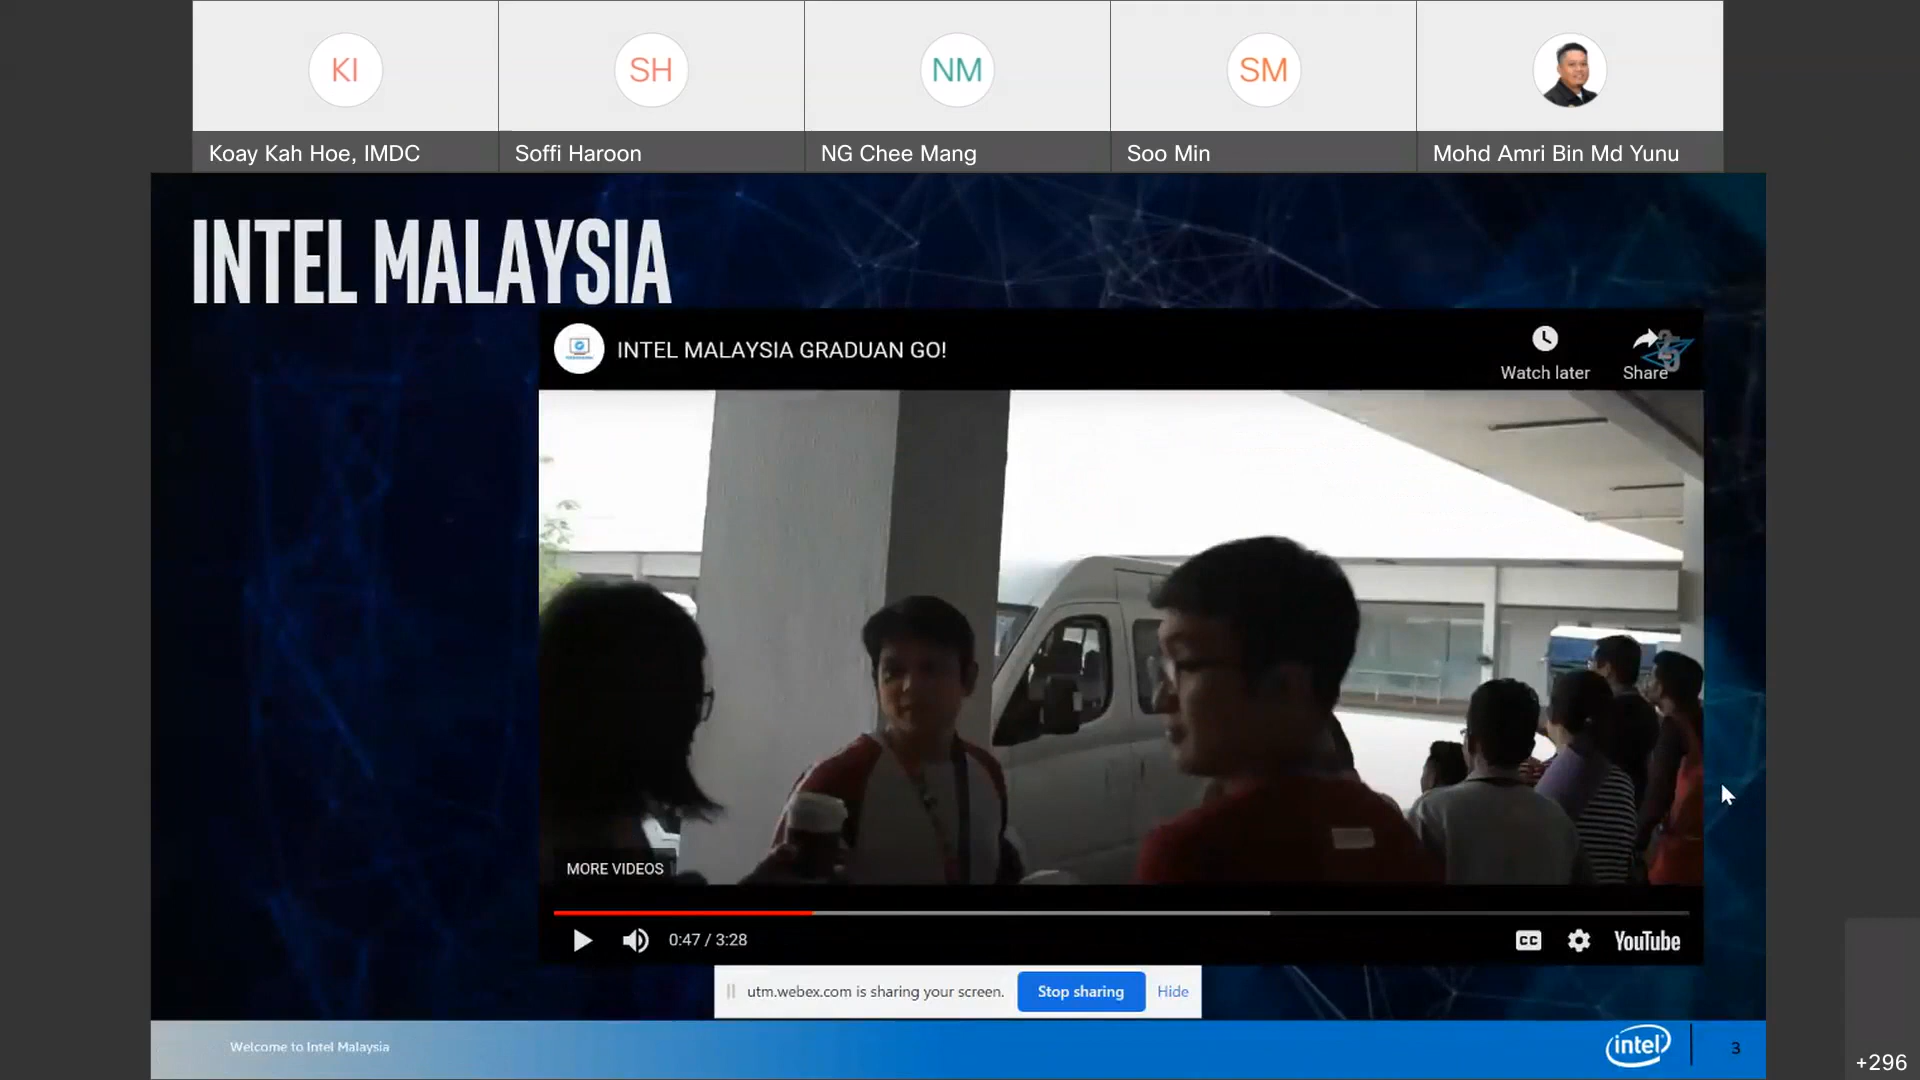 KI
SH
NM
SM
Koay Kah Hoe, IMDC
Soffi Haroon
NG Chee Mang
Soo Min
Mohd Amri Bin Md Yunu
INTEL MALAYSIA
INTEL MALAYSIA GRADUAN GO!
Watch later
Share
MORE VIDEOS
0:47 / 3:28
CC
YouTube
utm.webex.com is sharing your screen.
Stop sharing
Hide
Welcome to Intel Malaysia
intel
3
+296